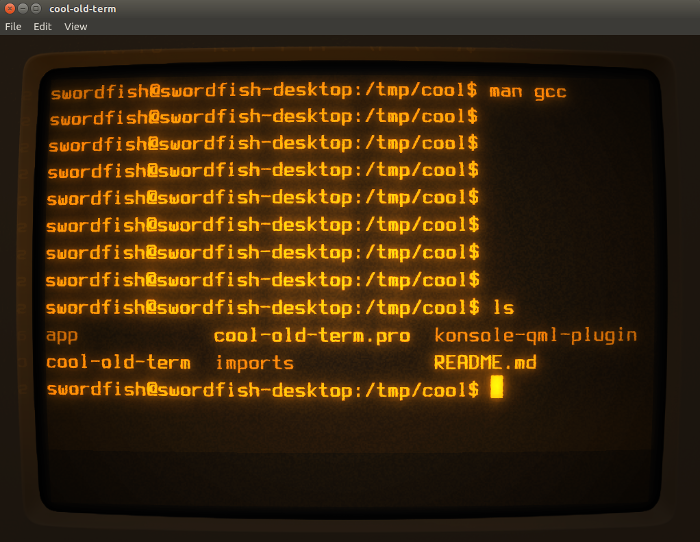 cool-old-term
File Edit View
swordfish@swordfish-desktop:/tmp/cool$ man gcc
swordfish@swordfish-desktop:/tmp/cool$
swordfish@swordfish-desktop:/tmp/cool$
swordfish@swordfish-desktop:/tmp/cool$
swordfish@swordfish-desktop:/tmp/cool$
swordfish@swordfish-desktop:/tmp/cool$
swordfish@swordfish-desktop:/tmp/cool$
swordfish@swordfish-desktop:/tmp/cool$
swordfish@swordfish-desktop:/tmp/cool$ ls
app cool-old-term.pro konsole-qml-plugin
cool-old-term imports README.md
swordfish@swordfish-desktop:/tmp/cool$